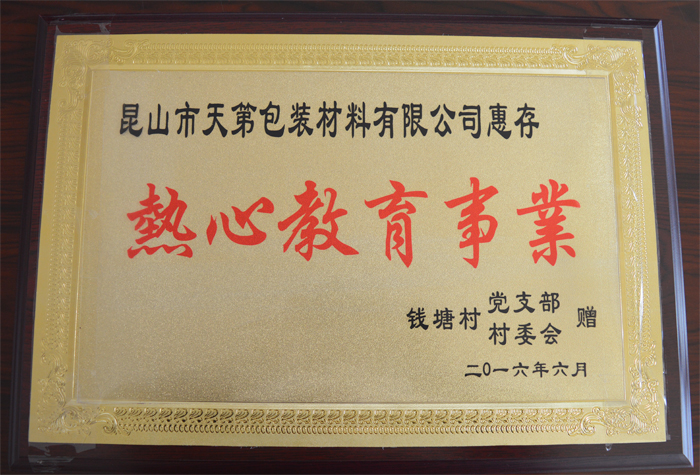 昆山市天第包装材料有限公司惠存
熱心教育事業
钱塘村 党支部 村委会 赠
二0一六年六月